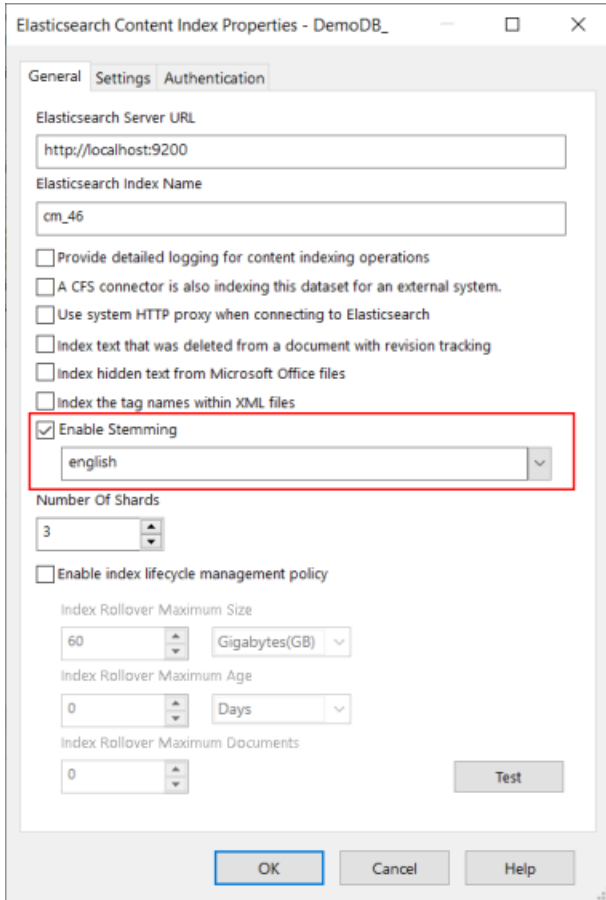 Elasticsearch Content Index Properties - DemoDB_
General Settings Authentication
Elasticsearch Server URL
http://localhost:9200
Elasticsearch Index Name
cm_46
Provide detailed logging for content indexing operations
A CFS connector is also indexing this dataset for an external system.
Use system HTTP proxy when connecting to Elasticsearch
Index text that was deleted from a document with revision tracking
Index hidden text from Microsoft Office files
Index the tag names within XML files
Enable Stemming
english
Number Of Shards
3
Enable index lifecycle management policy
Index Rollover Maximum Size
60 Gigabytes(GB)
Index Rollover Maximum Age
0 Days
Index Rollover Maximum Documents
0
Test
OK Cancel Help